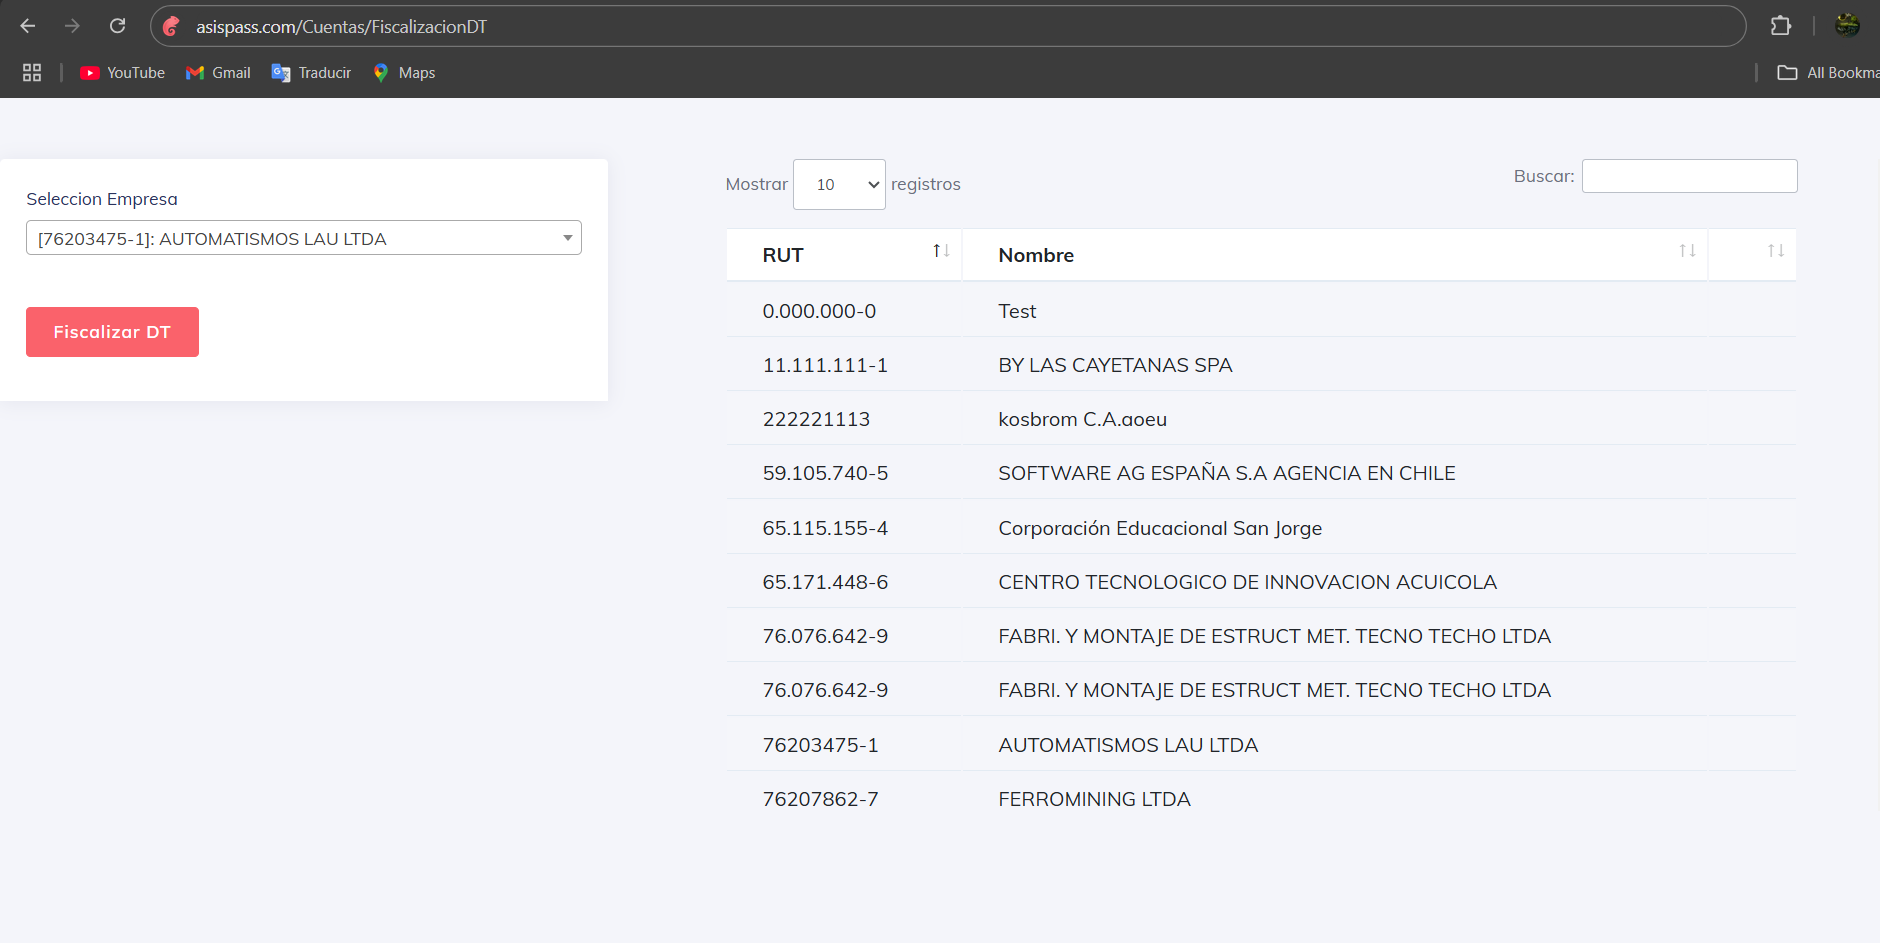 asispass.com/Cuentas/FiscalizacionDT
YouTube Gmail Traducir Maps All Bookma
Seleccion Empresa
[76203475-1]: AUTOMATISMOS LAU LTDA
Fiscalizar DT
Mostrar 10 registros Buscar:
RUT Nombre
0.000.000-0 Test
11.111.111-1 BY LAS CAYETANAS SPA
222221113 kosbrom C.A.aoeu
59.105.740-5 SOFTWARE AG ESPAÑA S.A AGENCIA EN CHILE
65.115.155-4 Corporación Educacional San Jorge
65.171.448-6 CENTRO TECNOLOGICO DE INNOVACION ACUICOLA
76.076.642-9 FABRI. Y MONTAJE DE ESTRUCT MET. TECNO TECHO LTDA
76.076.642-9 FABRI. Y MONTAJE DE ESTRUCT MET. TECNO TECHO LTDA
76203475-1 AUTOMATISMOS LAU LTDA
76207862-7 FERROMINING LTDA